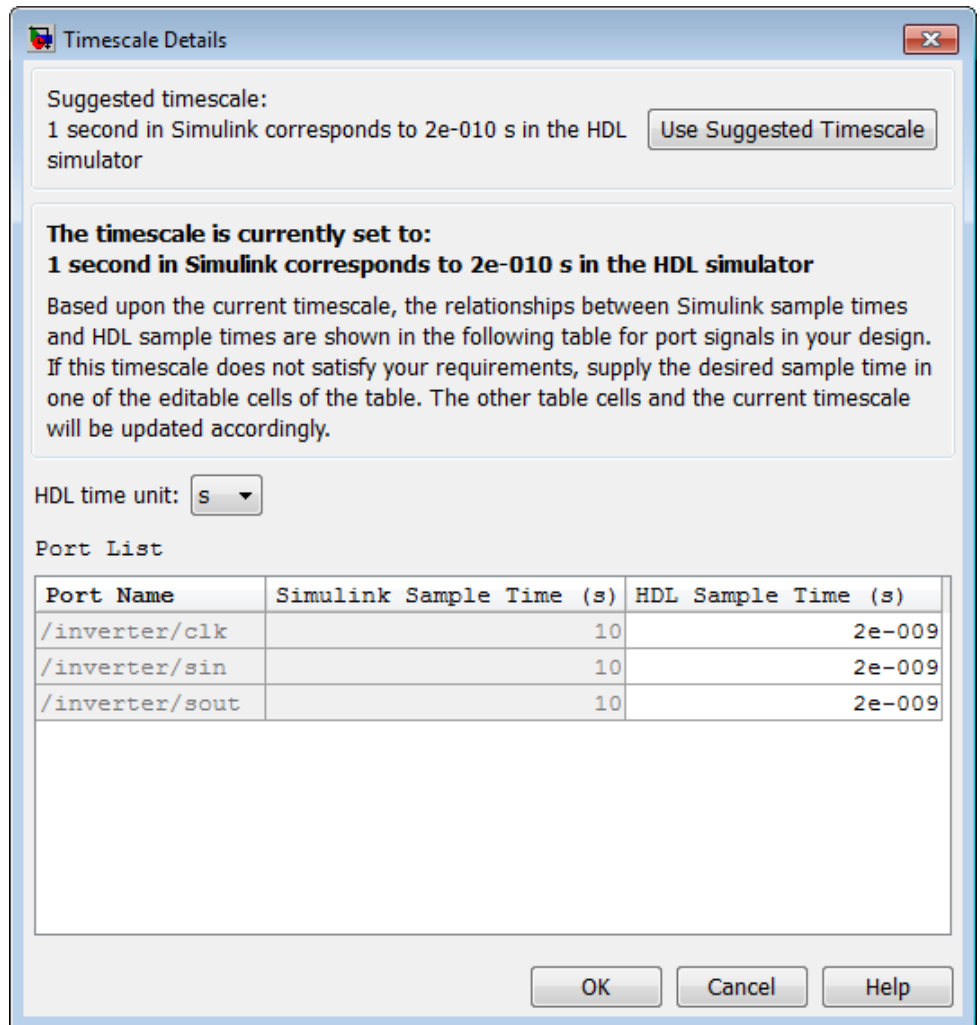 Timescale Details
Suggested timescale:
1 second in Simulink corresponds to 2e-010 s in the HDL
simulator
Use Suggested Timescale
The timescale is currently set to:
1 second in Simulink corresponds to 2e-010 s in the HDL simulator
Based upon the current timescale, the relationships between Simulink sample times
and HDL sample times are shown in the following table for port signals in your design.
If this timescale does not satisfy your requirements, supply the desired sample time in
one of the editable cells of the table. The other table cells and the current timescale
will be updated accordingly.
HDL time unit: s
Port List
Port Name Simulink Sample Time (s) HDL Sample Time (s)
/inverter/clk 10 2e-009
/inverter/sin 10 2e-009
/inverter/sout 10 2e-009
OK Cancel Help